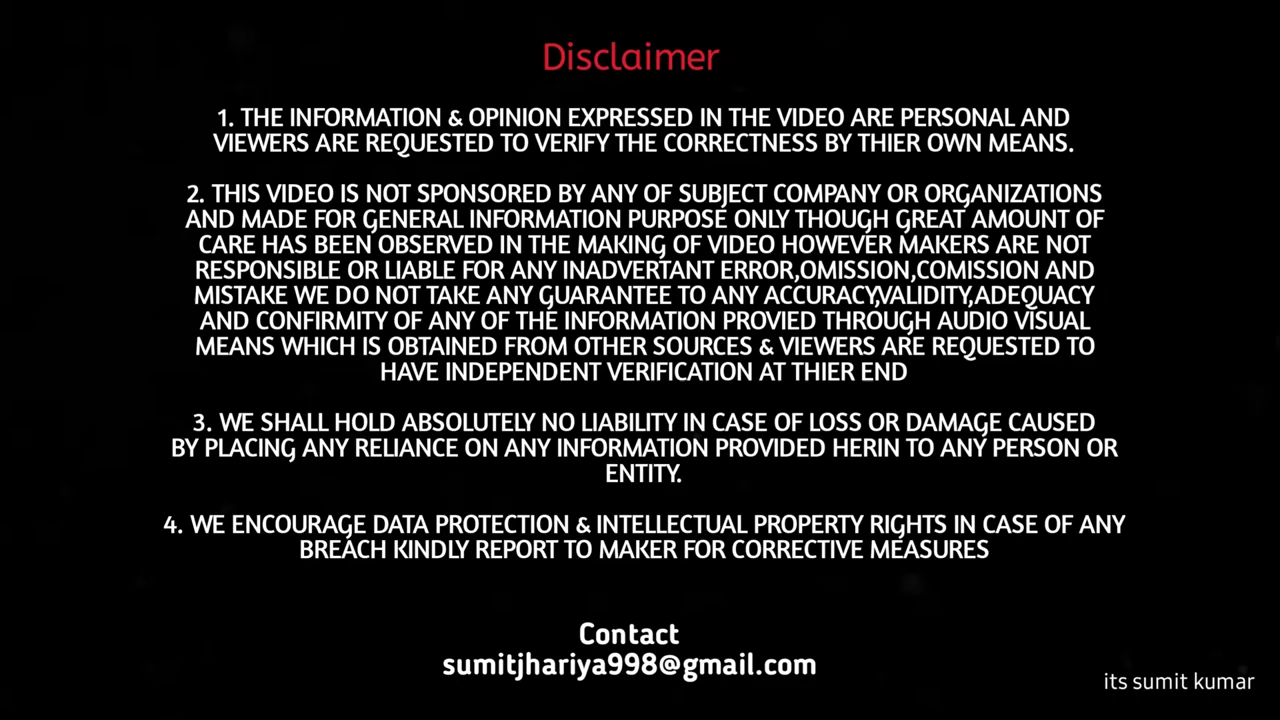 Disclaimer
1. THE INFORMATION & OPINION EXPRESSED IN THE VIDEO ARE PERSONAL AND
VIEWERS ARE REQUESTED TO VERIFY THE CORRECTNESS BY THIER OWN MEANS.
2. THIS VIDEO IS NOT SPONSORED BY ANY OF SUBJECT COMPANY OR ORGANIZATIONS
AND MADE FOR GENERAL INFORMATION PURPOSE ONLY THOUGH GREAT AMOUNT OF
CARE HAS BEEN OBSERVED IN THE MAKING OF VIDEO HOWEVER MAKERS ARE NOT
RESPONSIBLE OR LIABLE FOR ANY INADVERTANT ERROR,OMISSION,COMISSION AND
MISTAKE WE DO NOT TAKE ANY GUARANTEE TO ANY ACCURACY,VALIDITY,ADEQUACY
AND CONFIRMITY OF ANY OF THE INFORMATION PROVIED THROUGH AUDIO VISUAL
MEANS WHICH IS OBTAINED FROM OTHER SOURCES & VIEWERS ARE REQUESTED TO
HAVE INDEPENDENT VERIFICATION AT THIER END
3. WE SHALL HOLD ABSOLUTELY NO LIABILITY IN CASE OF LOSS OR DAMAGE CAUSED
BY PLACING ANY RELIANCE ON ANY INFORMATION PROVIDED HERIN TO ANY PERSON OR
ENTITY.
4. WE ENCOURAGE DATA PROTECTION & INTELLECTUAL PROPERTY RIGHTS IN CASE OF ANY
BREACH KINDLY REPORT TO MAKER FOR CORRECTIVE MEASURES
Contact
sumitjhariya998@gmail.com
its sumit kumar